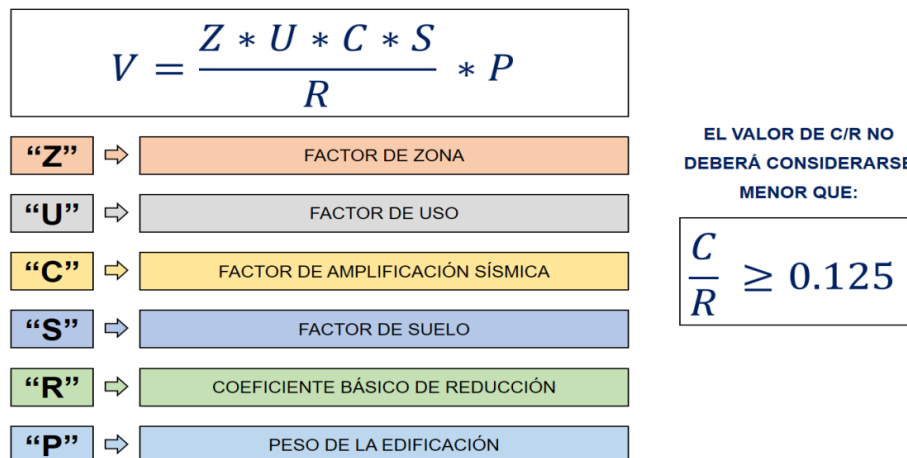 V = Z * U * C * S / R * P
“Z” FACTOR DE ZONA
“U” FACTOR DE USO
“C” FACTOR DE AMPLIFICACIÓN SÍSMICA
“S” FACTOR DE SUELO
“R” COEFICIENTE BÁSICO DE REDUCCIÓN
“P” PESO DE LA EDIFICACIÓN
EL VALOR DE C/R NO
DEBERÁ CONSIDERARSE
MENOR QUE:
C / R ≥ 0.125